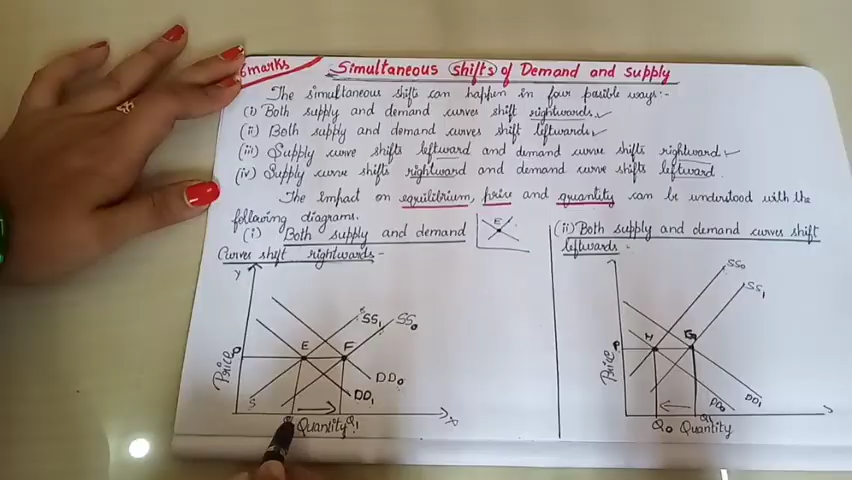 6marks
Simultaneous shifts of Demand and supply
The simultaneous shifts can happen in four possible ways:-
(i) Both supply and demand curves shift rightwards.
(ii) Both supply and demand curves shift leftwards.
(iii) Supply curve shifts leftward and demand curve shifts rightward.
(iv) Supply curve shifts rightward and demand curve shifts leftward.
The impact on equilibrium, price and quantity can be understood with the
following diagrams.
(i) Both supply and demand
Curves shift rightwards-
E
Y
SS1
SS0
P
E
F
Price
DD0
DD1
S
Quantity
Q1
X
(ii) Both supply and demand curves shift
leftwards-
SS0
SS1
P
H
G
Price
DD0
DD1
Q0
Quantity
Q1